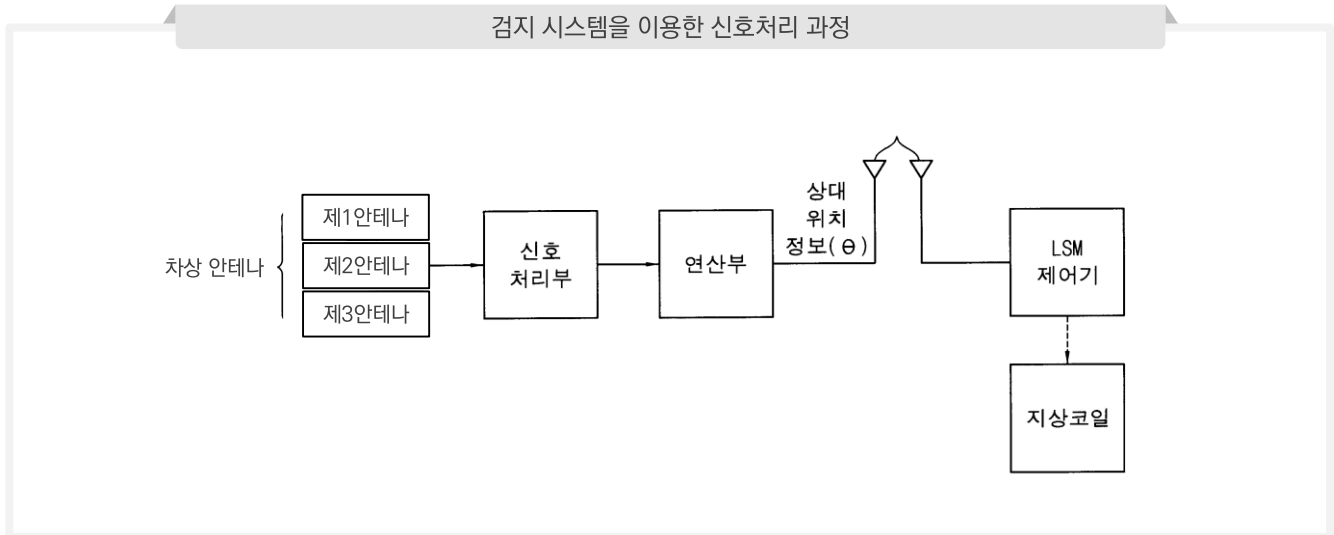 검지 시스템을 이용한 신호처리 과정
차상 안테나
제1안테나
제2안테나
제3안테나
신호
처리부
연산부
상대
위치
정보(θ)
LSM
제어기
지상코일